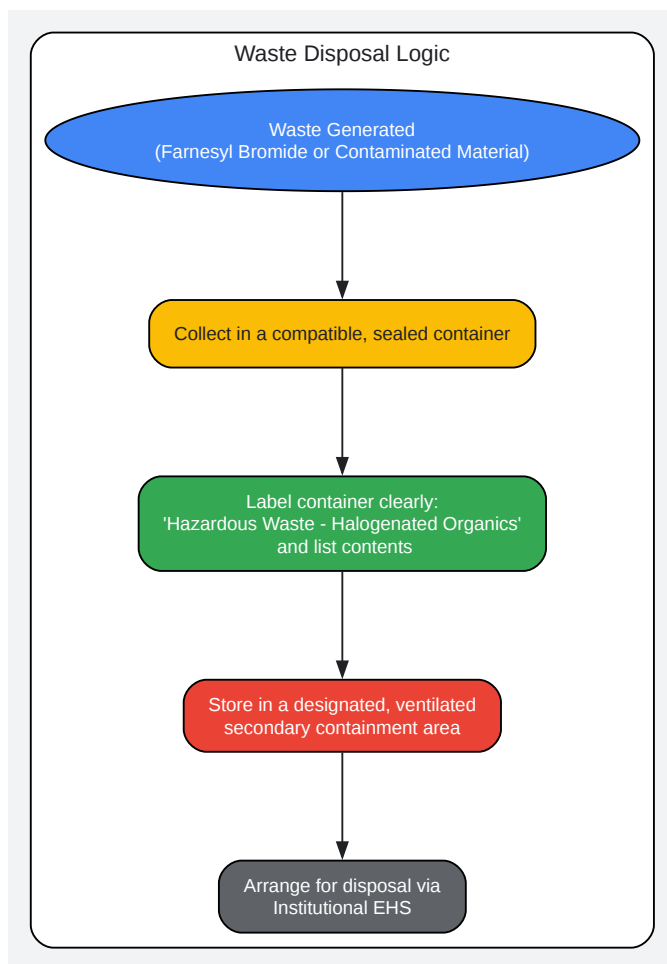 Waste Disposal Logic
Waste Generated
(Farnesyl Bromide or Contaminated Material)
Collect in a compatible, sealed container
Label container clearly:
'Hazardous Waste - Halogenated Organics'
and list contents
Store in a designated, ventilated
secondary containment area
Arrange for disposal via
Institutional EHS